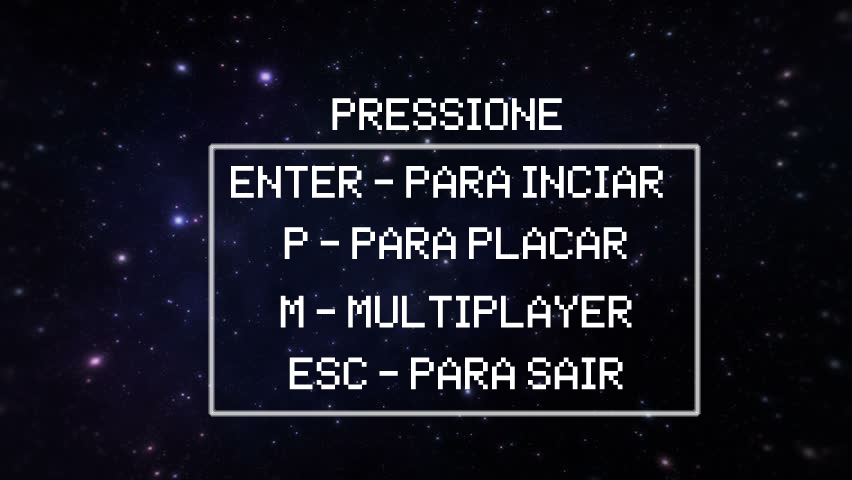 PRESSIONE
ENTER - PARA INCIAR
P - PARA PLACAR
M - MULTIPLAYER
ESC - PARA SAIR